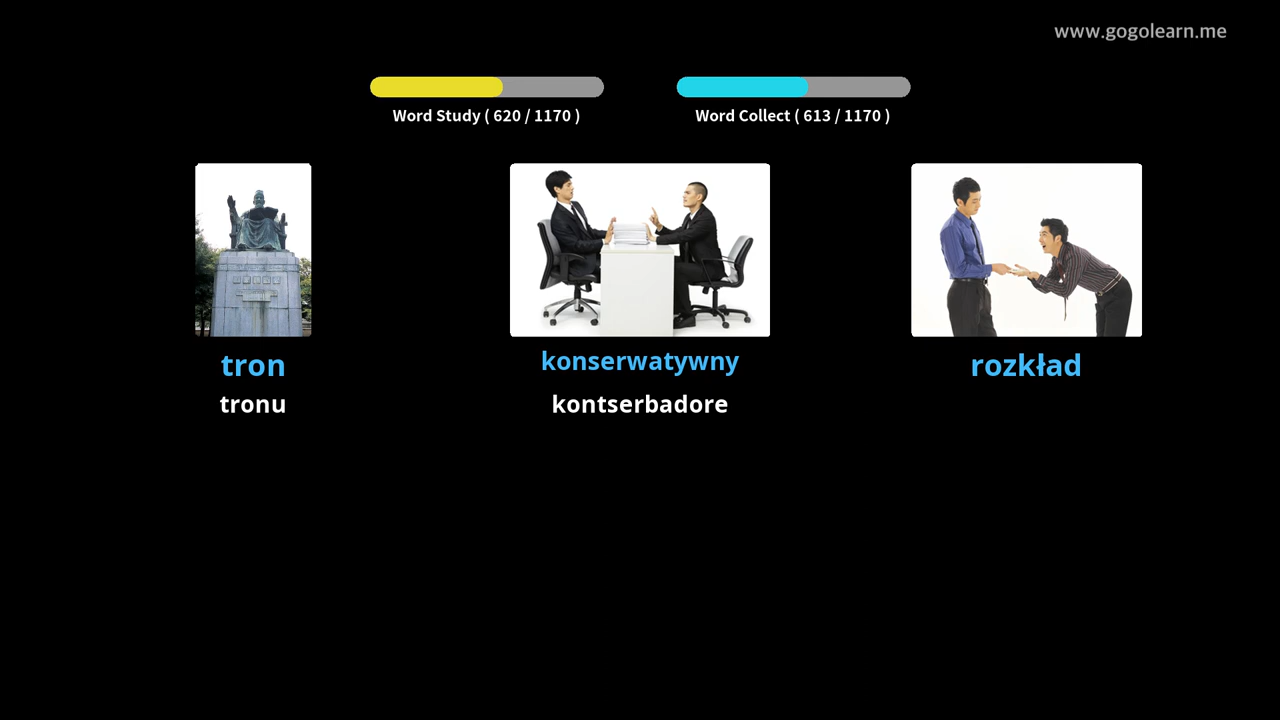 www.gogolearn.me
Word Study ( 620 / 1170 )
Word Collect ( 613 / 1170 )
tron
konserwatywny
rozkład
tronu
kontserbadore